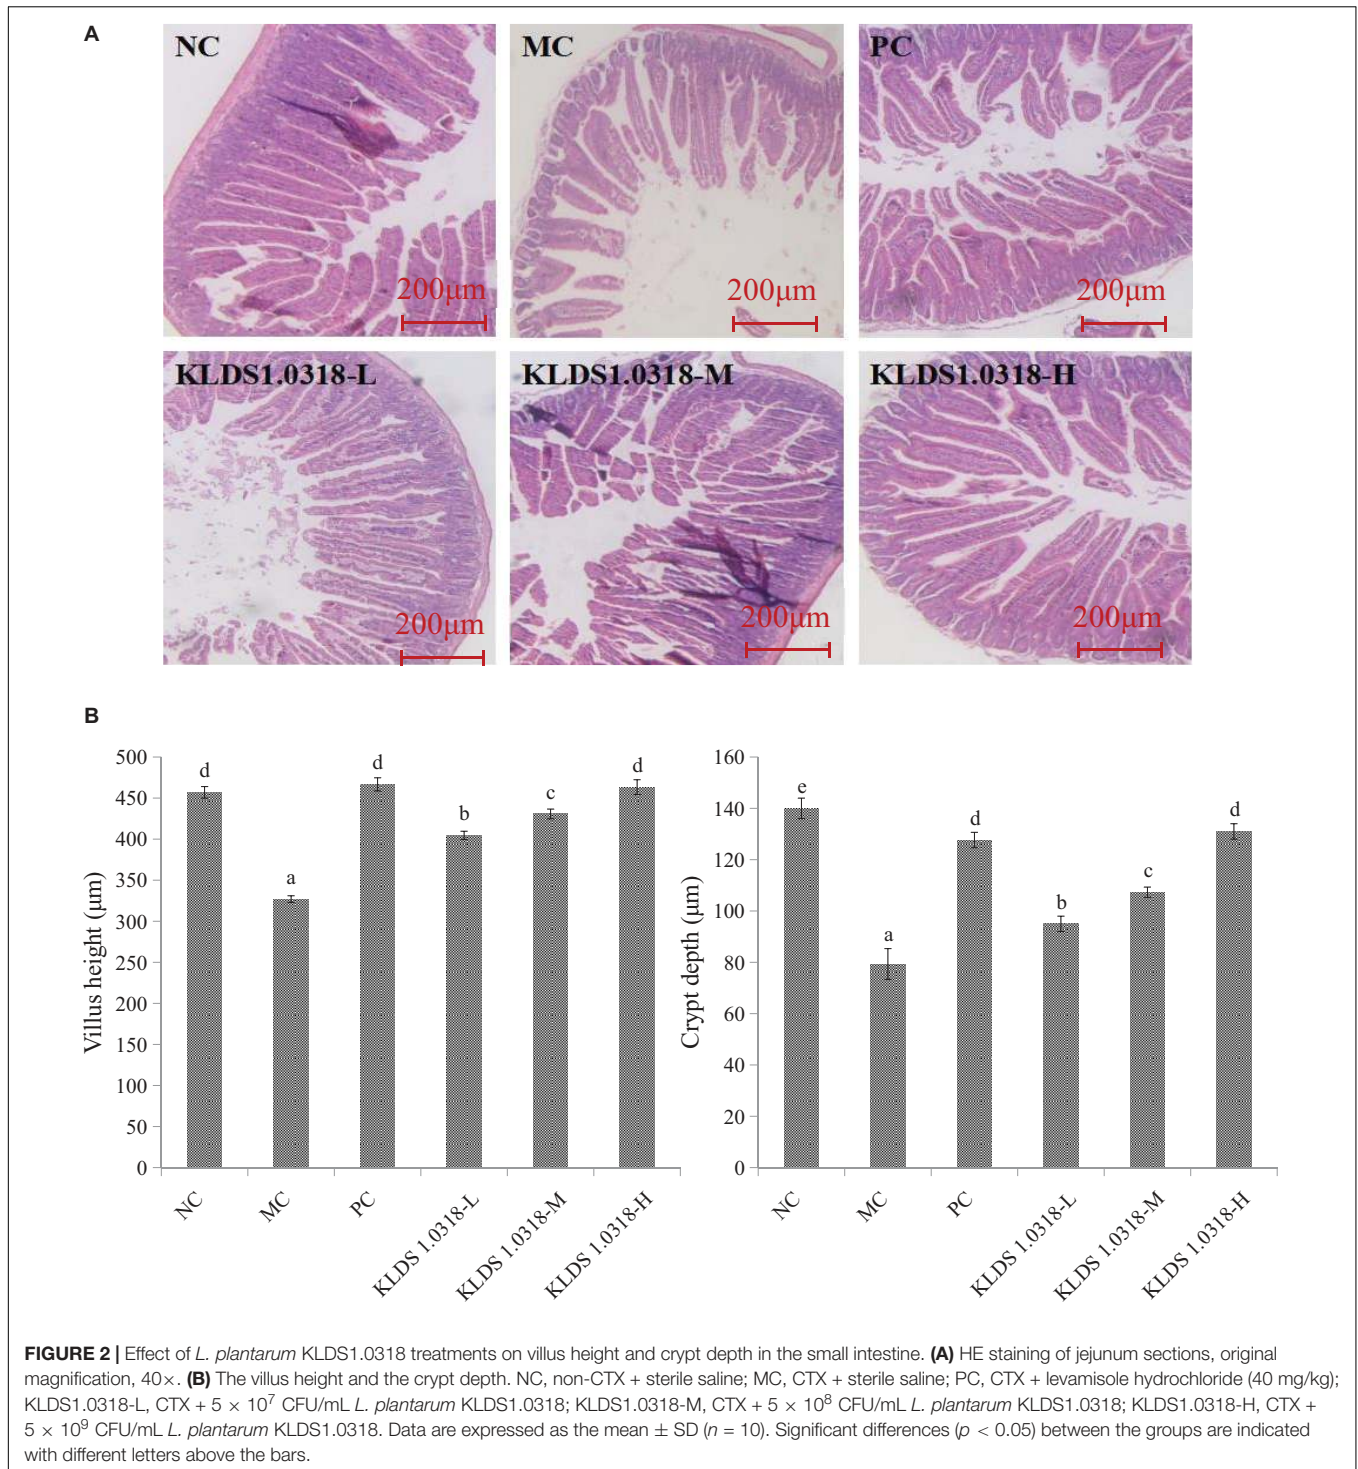 A
NC
MC
PC
200μm
200μm
200μm
KLDS1.0318-L
KLDS1.0318-M
KLDS1.0318-H
200μm
200μm
200μm
B
Villus height (μm)
500
450
400
350
300
250
200
150
100
50
0
d
a
d
b
c
d
NC
MC
PC
KLDS 1.0318-L
KLDS 1.0318-M
KLDS 1.0318-H
Crypt depth (μm)
160
140
120
100
80
60
40
20
0
e
a
d
b
c
d
NC
MC
PC
KLDS 1.0318-L
KLDS 1.0318-M
KLDS 1.0318-H
FIGURE 2 | Effect of L. plantarum KLDS1.0318 treatments on villus height and crypt depth in the small intestine. (A) HE staining of jejunum sections, original
magnification, 40×. (B) The villus height and the crypt depth. NC, non-CTX + sterile saline; MC, CTX + sterile saline; PC, CTX + levamisole hydrochloride (40 mg/kg);
KLDS1.0318-L, CTX + 5 × 10⁷ CFU/mL L. plantarum KLDS1.0318; KLDS1.0318-M, CTX + 5 × 10⁸ CFU/mL L. plantarum KLDS1.0318; KLDS1.0318-H, CTX +
5 × 10⁹ CFU/mL L. plantarum KLDS1.0318. Data are expressed as the mean ± SD (n = 10). Significant differences (p < 0.05) between the groups are indicated
with different letters above the bars.